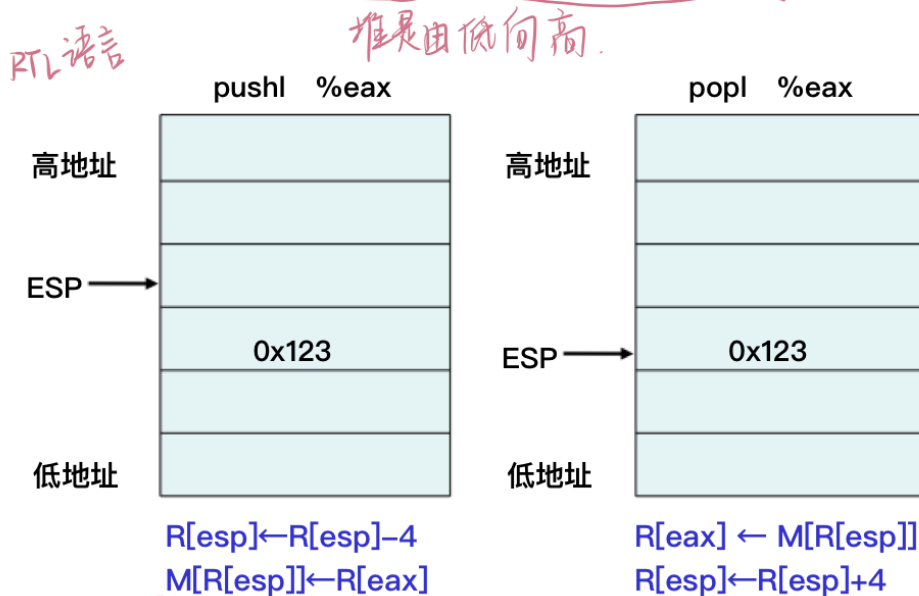 堆是由低向高.
RTL语言
pushl %eax
高地址
ESP
0x123
低地址
R[esp]←R[esp]−4
M[R[esp]]←R[eax]
popl %eax
高地址
ESP
0x123
低地址
R[eax] ← M[R[esp]]
R[esp]←R[esp]+4